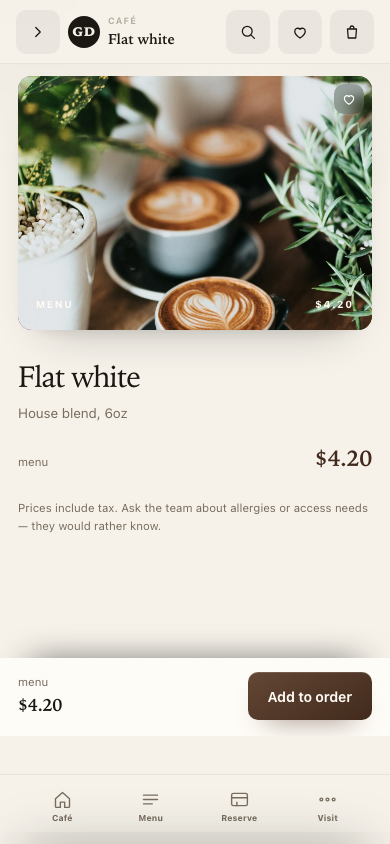 GD
CAFÉ
Flat white
MENU
$4.20
Flat white
House blend, 6oz
menu
$4.20
Prices include tax. Ask the team about allergies or access needs
— they would rather know.
menu
$4.20
Add to order
Café
Menu
Reserve
Visit